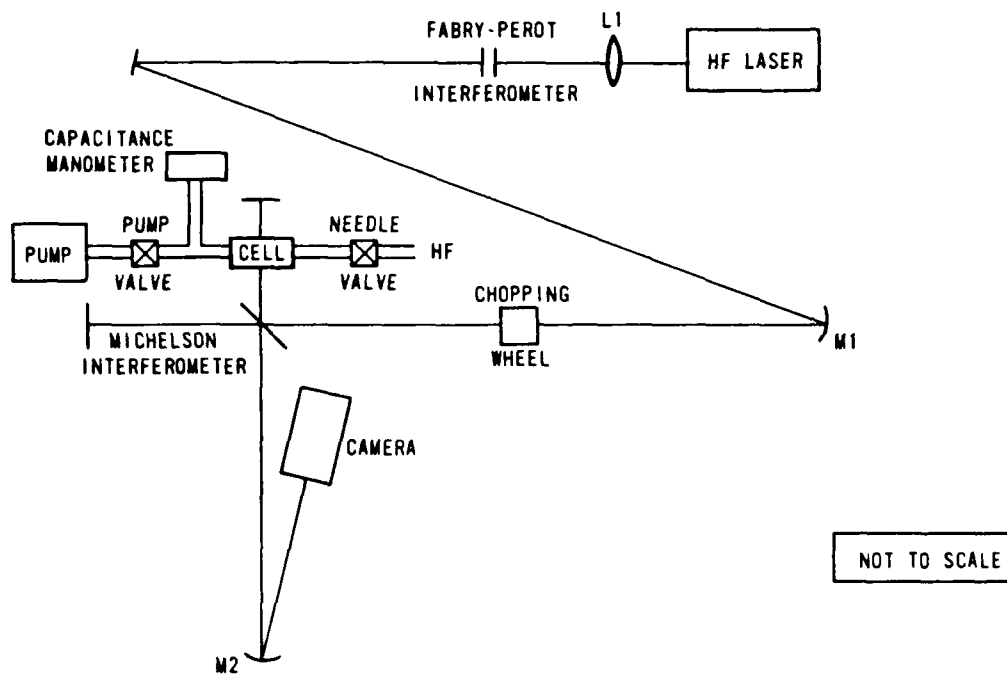 L1
FABRY-PEROT
INTERFEROMETER
HF LASER
CAPACITANCE
MANOMETER
PUMP
PUMP
VALVE
CELL
NEEDLE
VALVE
HF
MICHELSON
INTERFEROMETER
CHOPPING
WHEEL
M1
CAMERA
M2
NOT TO SCALE